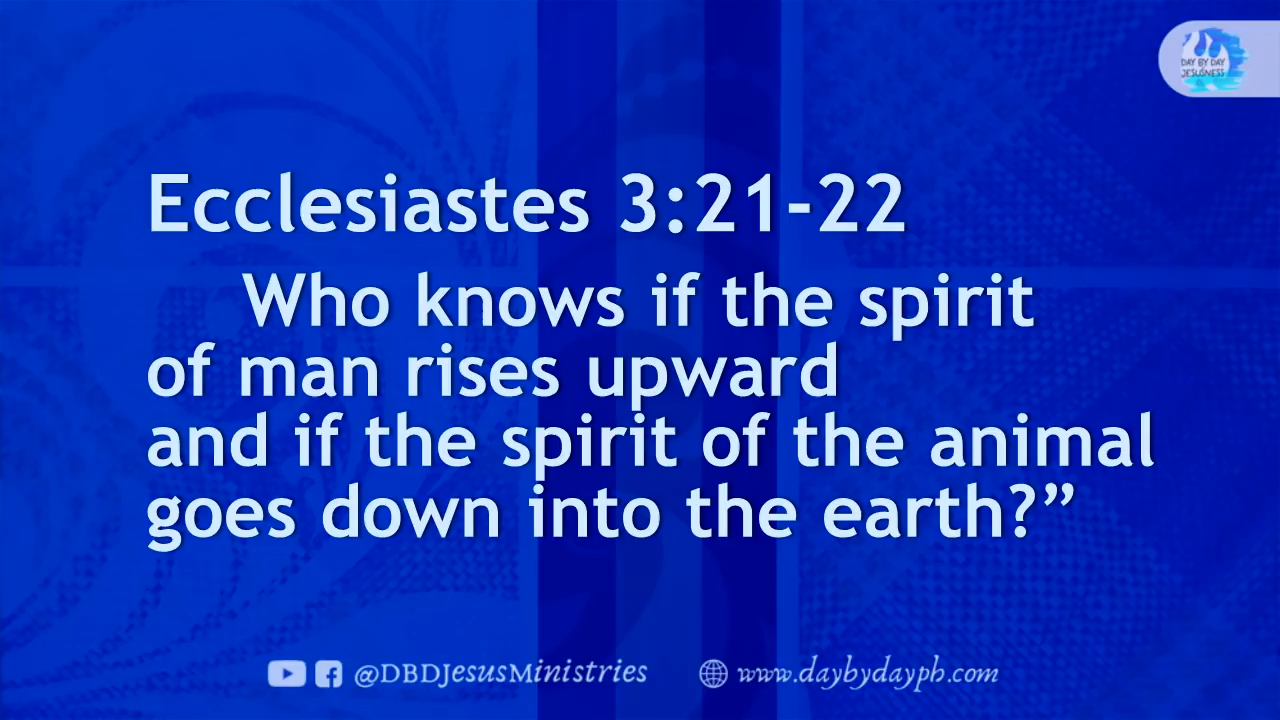 DAY BY DAY
JESUSNESS
Ecclesiastes 3:21-22
Who knows if the spirit
of man rises upward
and if the spirit of the animal
goes down into the earth?”
@DBDJesusMinistries
www.daybydayph.com